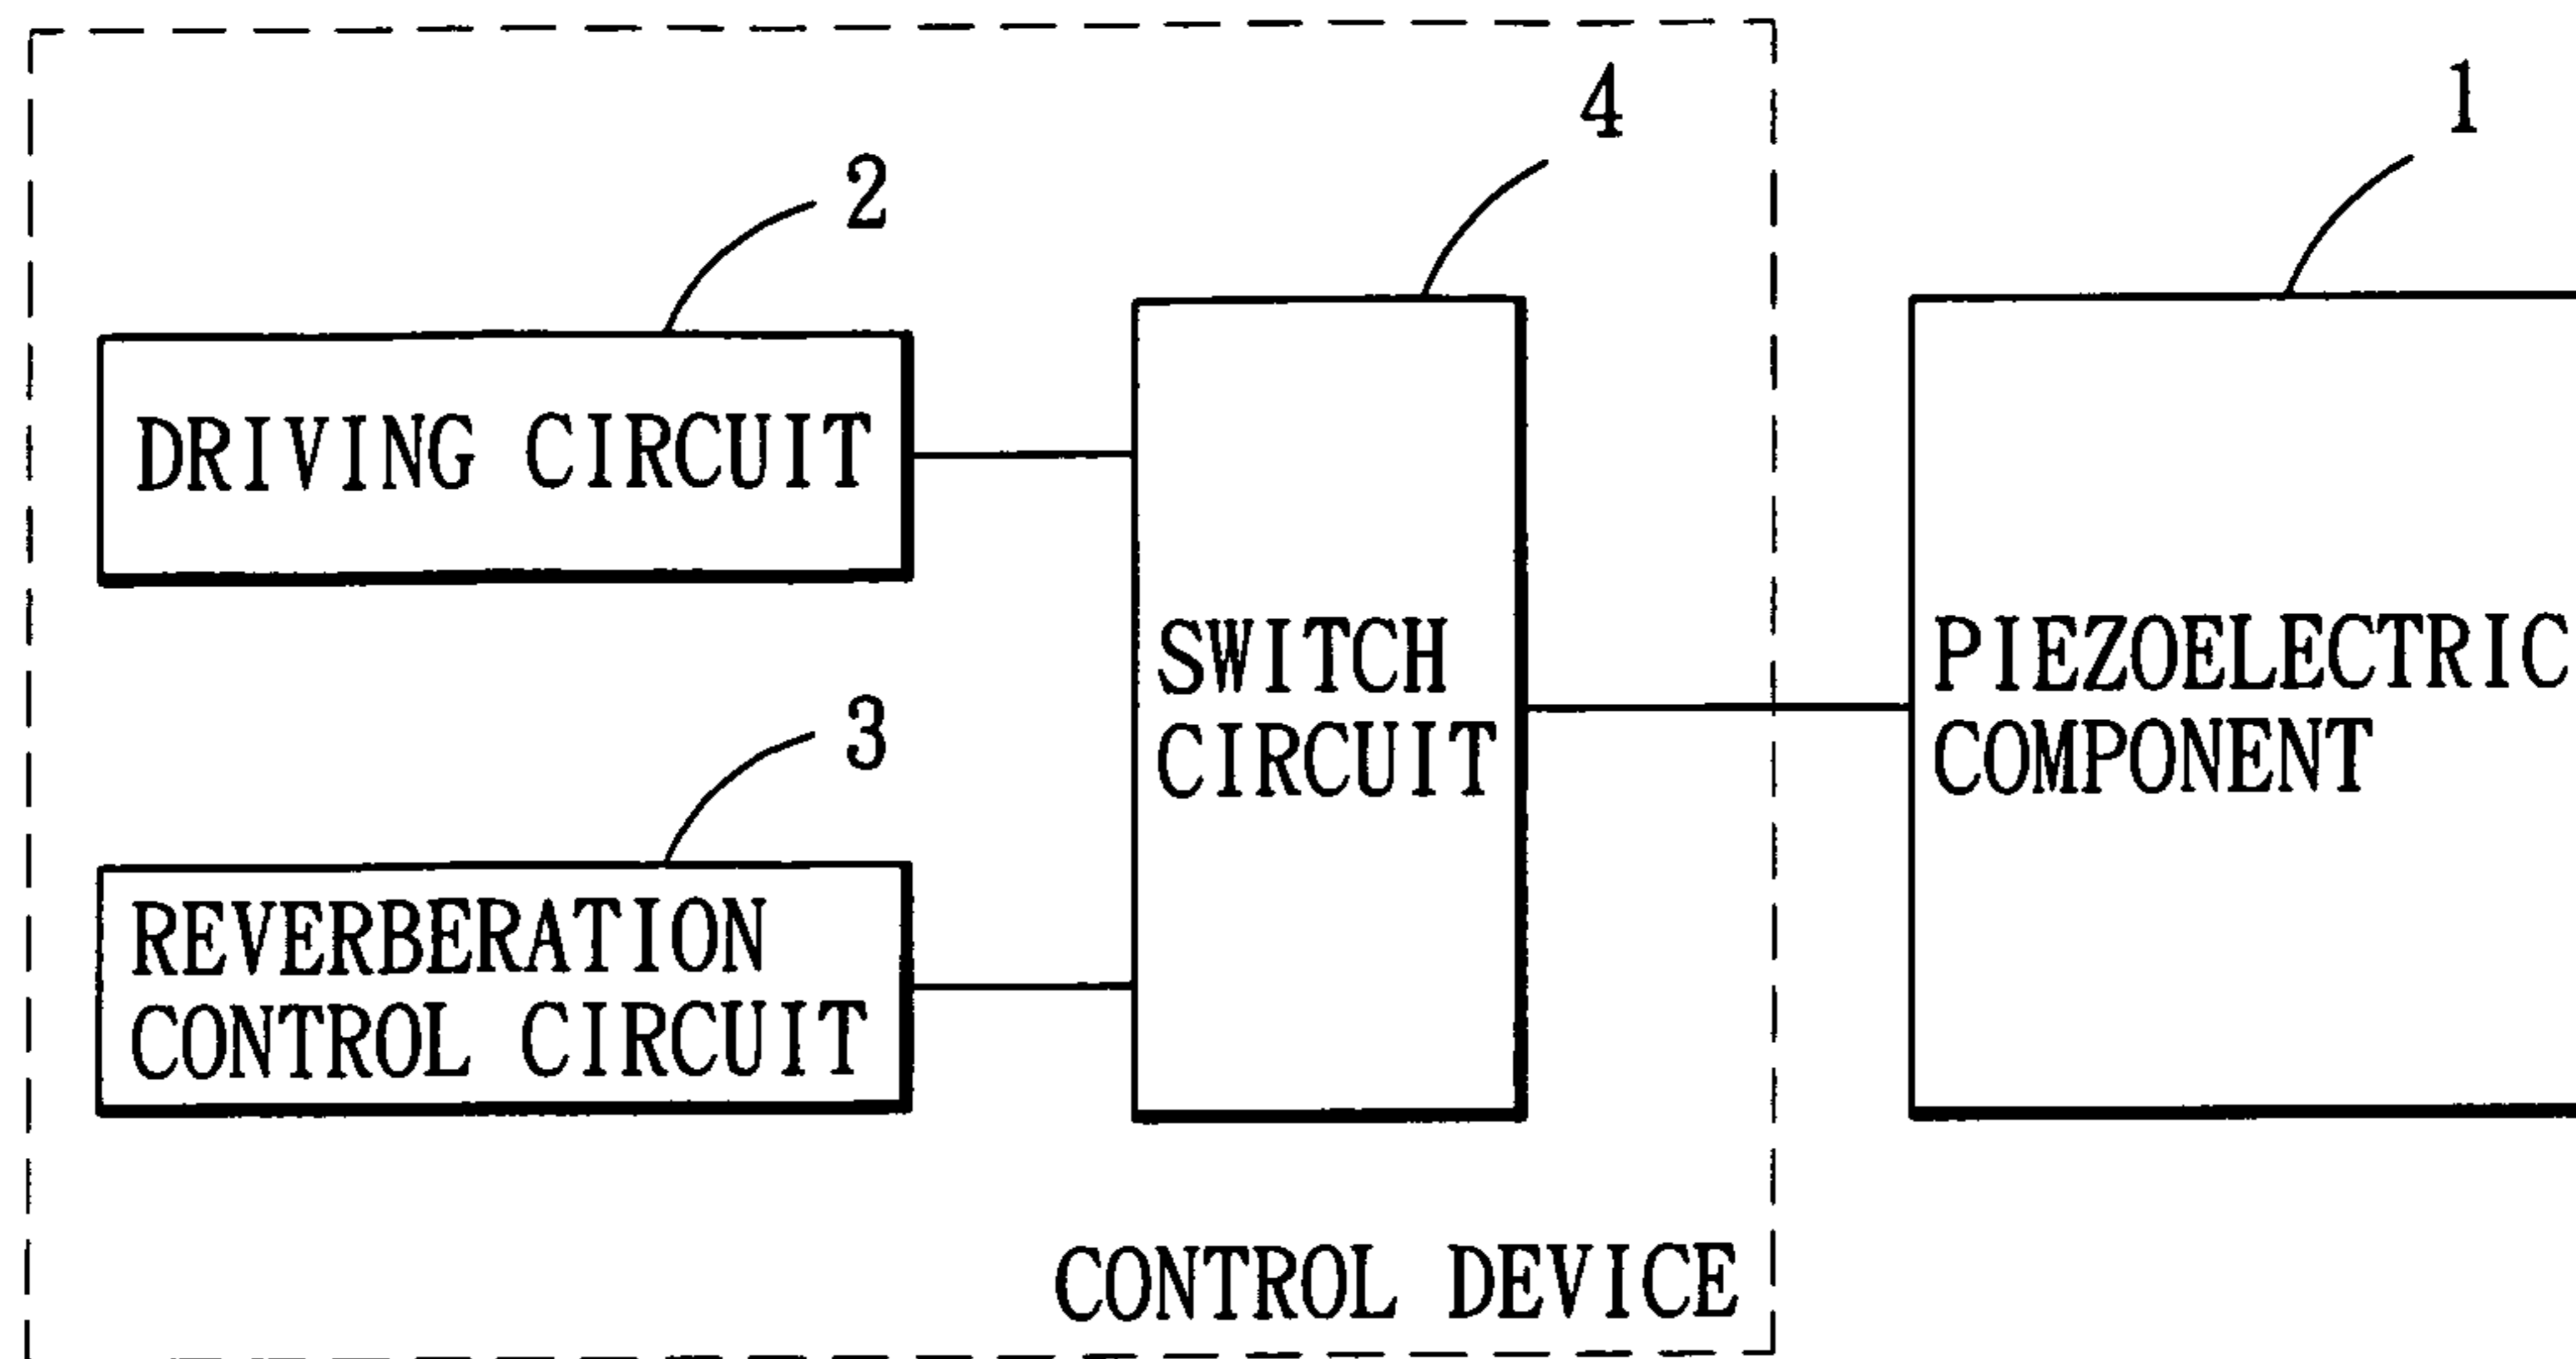 4
1
2
DRIVING CIRCUIT
SWITCH
CIRCUIT
PIEZOELECTRIC
COMPONENT
3
REVERBERATION
CONTROL CIRCUIT
CONTROL DEVICE